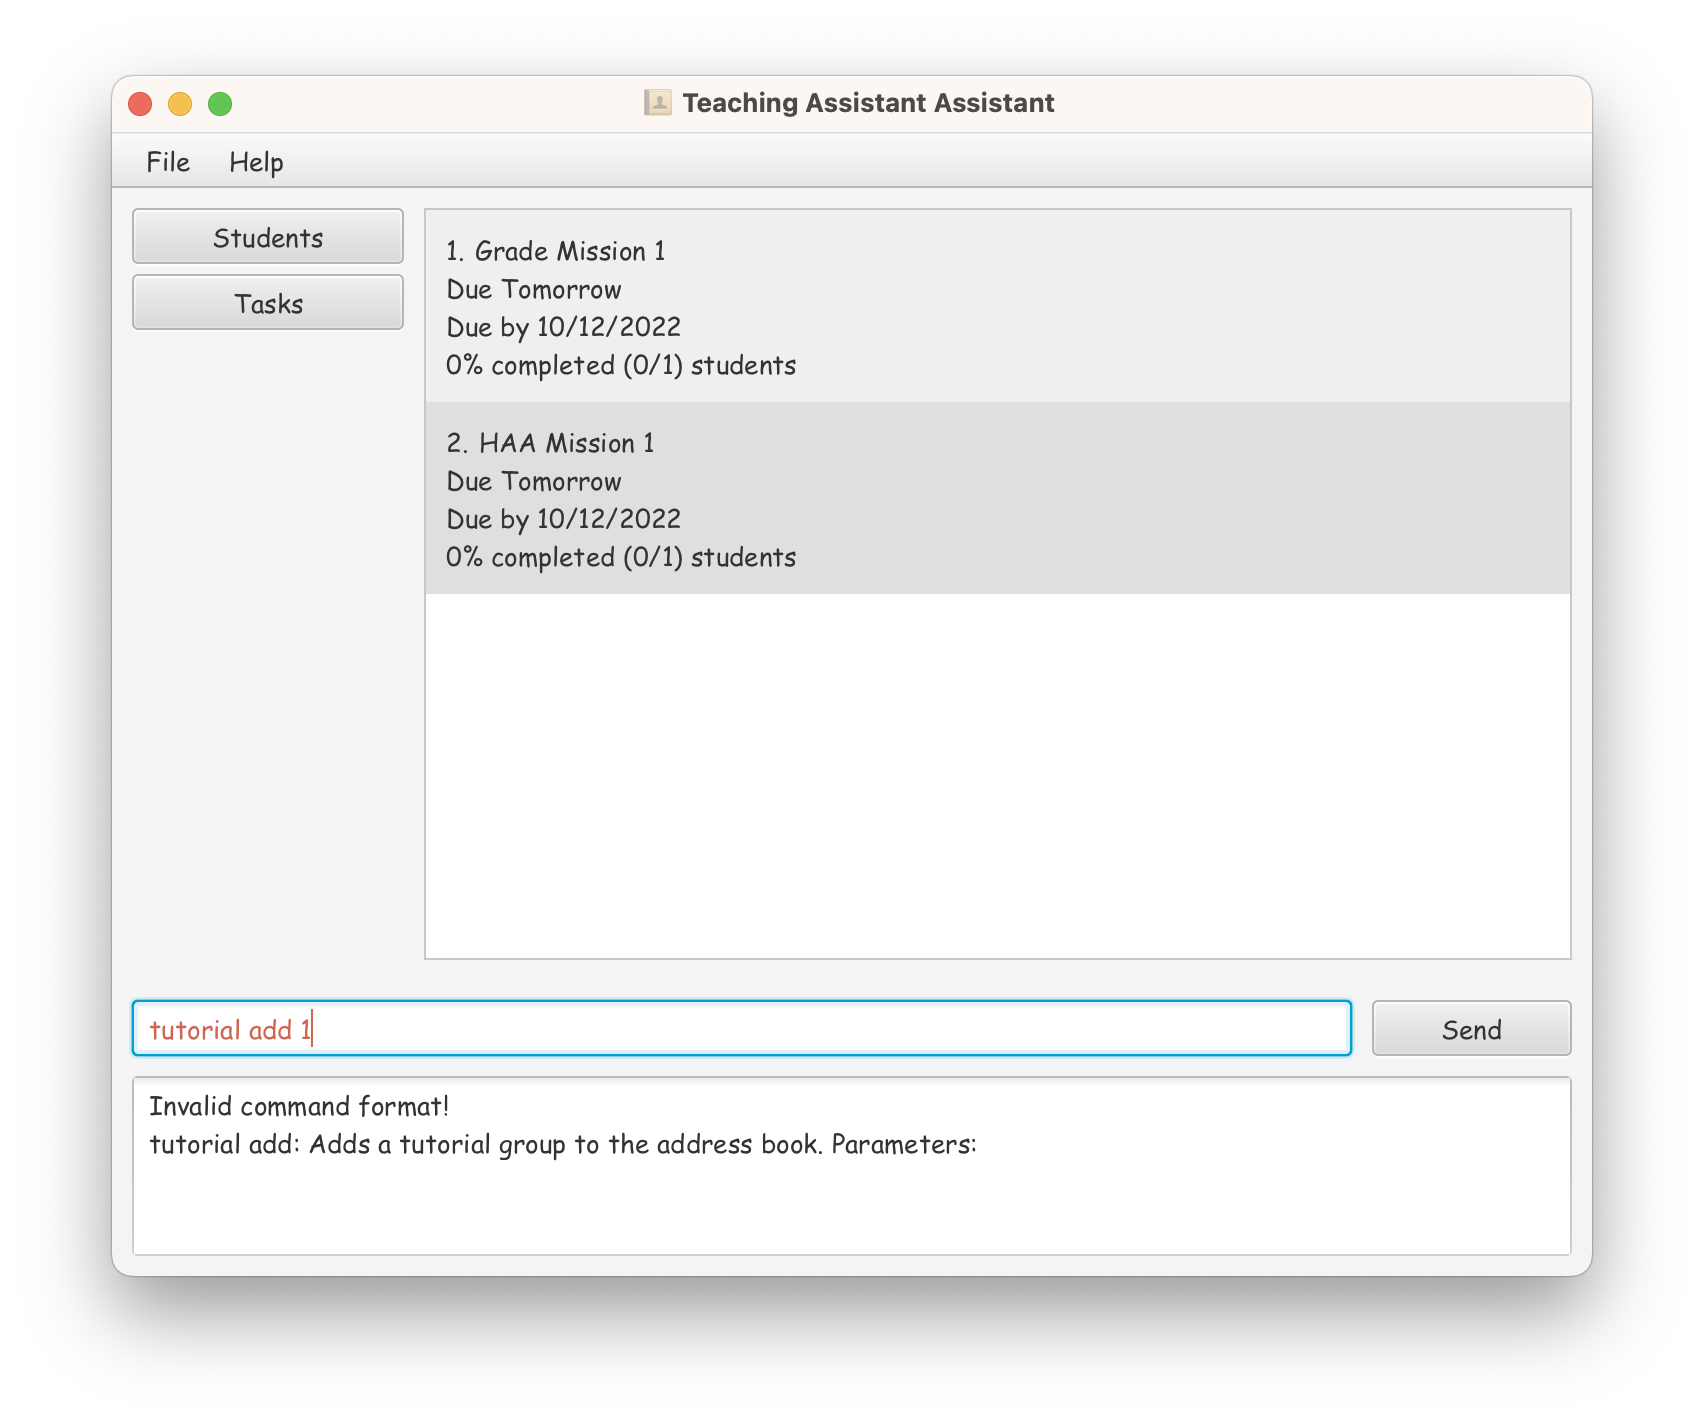 Teaching Assistant Assistant
File Help
Students
Tasks
1. Grade Mission 1
Due Tomorrow
Due by 10/12/2022
0% completed (0/1) students
2. HAA Mission 1
Due Tomorrow
Due by 10/12/2022
0% completed (0/1) students
tutorial add 1
Send
Invalid command format!
tutorial add: Adds a tutorial group to the address book. Parameters: